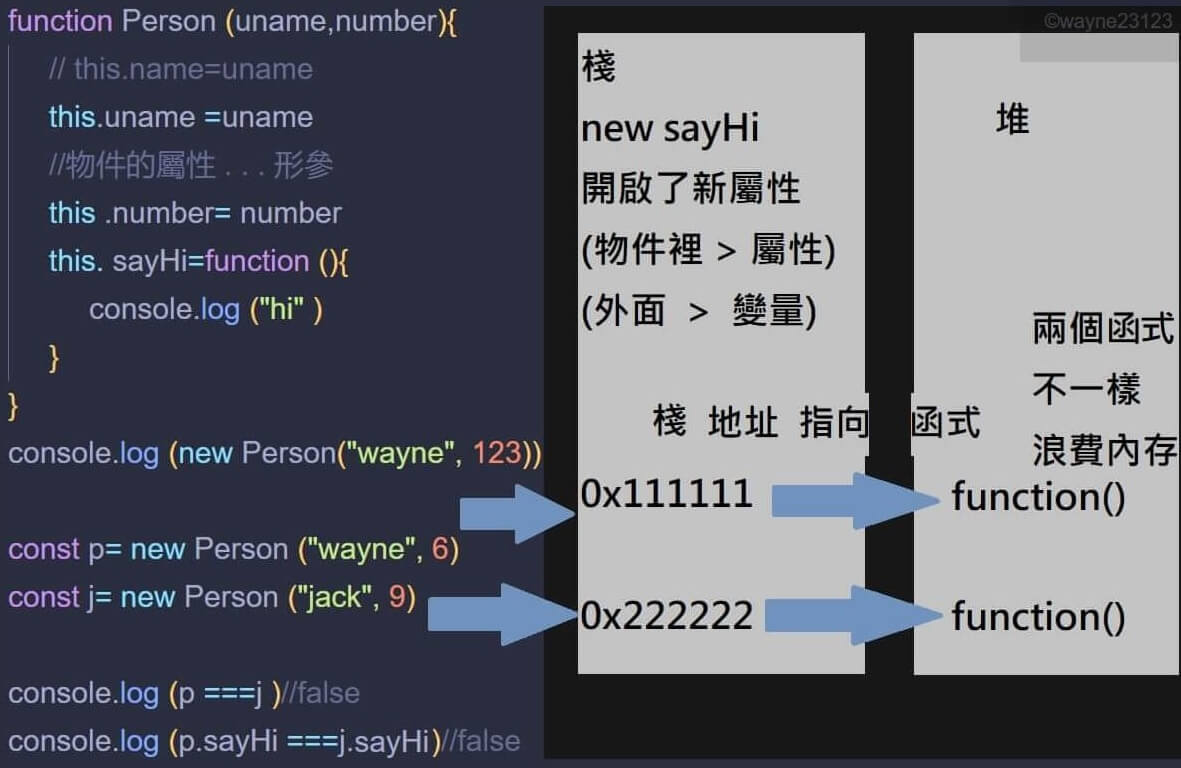 function Person (uname,number){
// this.name=uname
this.uname =uname
//物件的屬性 . . . 形參
this .number= number
this. sayHi=function (){
console.log ("hi" )
}
}
console.log (new Person("wayne", 123))
const p= new Person ("wayne", 6)
const j= new Person ("jack", 9)
console.log (p ===j )//false
console.log (p.sayHi ===j.sayHi)//false
©wayne23123
棧
new sayHi
開啟了新屬性
(物件裡 > 屬性)
(外面 > 變量)
棧 地址 指向 函式
0x111111
0x222222
堆
兩個函式
不一樣
浪費內存
function()
function()